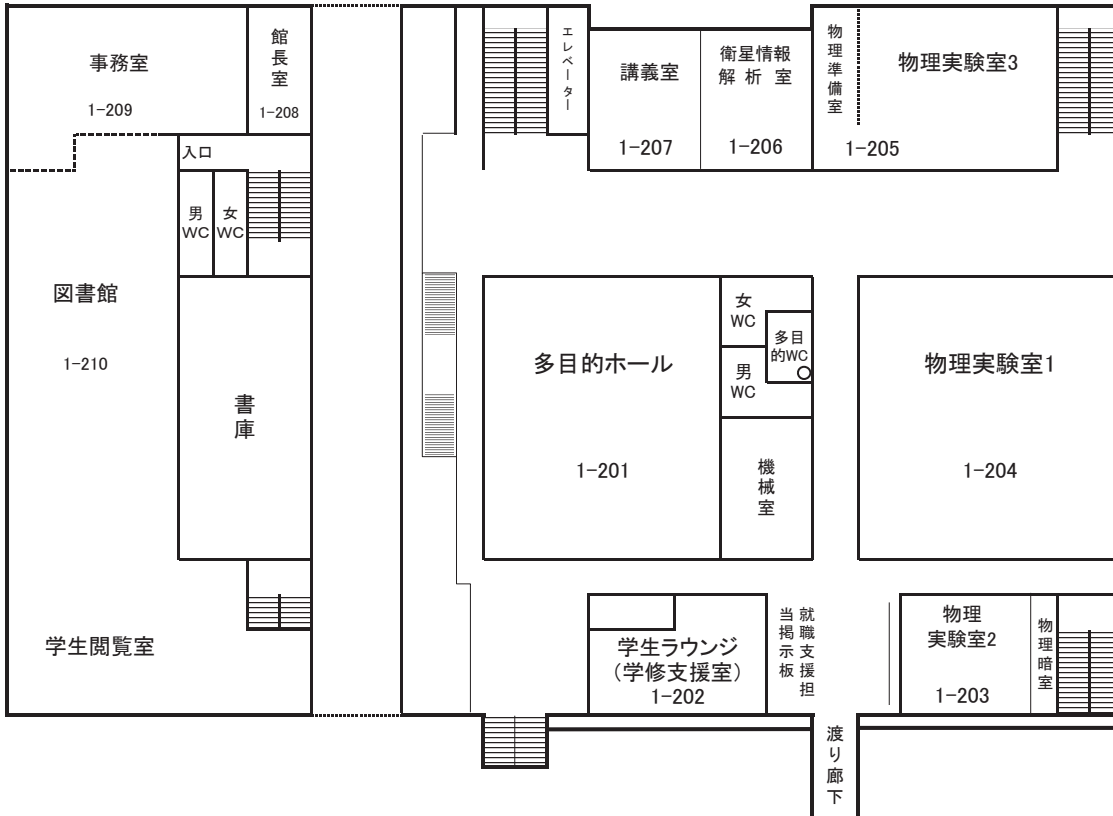 事務室
1-209
館長室
1-208
入口
男
WC
女
WC
図書館
1-210
書庫
学生閲覧室
エレベーター
講義室
1-207
衛星情報
解析室
1-206
物理準備室
物理実験室3
1-205
多目的ホール
1-201
女
WC
多目
的WC
男
WC
機械室
物理実験室1
1-204
学生ラウンジ
(学修支援室)
1-202
就職支援担
当掲示板
物理
実験室2
1-203
物理暗室
渡り廊下